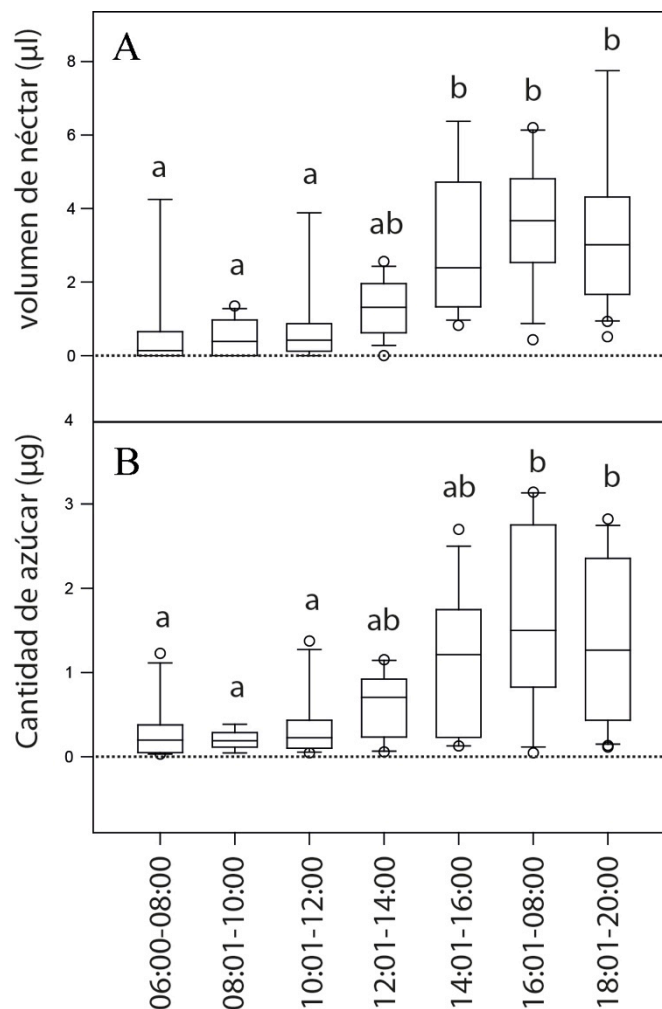 A
volumen de néctar (µl)
8
6
4
2
0
a
a
a
ab
b
b
b
B
Cantidad de azúcar (µg)
4
3
2
1
0
a
a
a
ab
ab
b
b
06:00-08:00
08:01-10:00
10:01-12:00
12:01-14:00
14:01-16:00
16:01-08:00
18:01-20:00